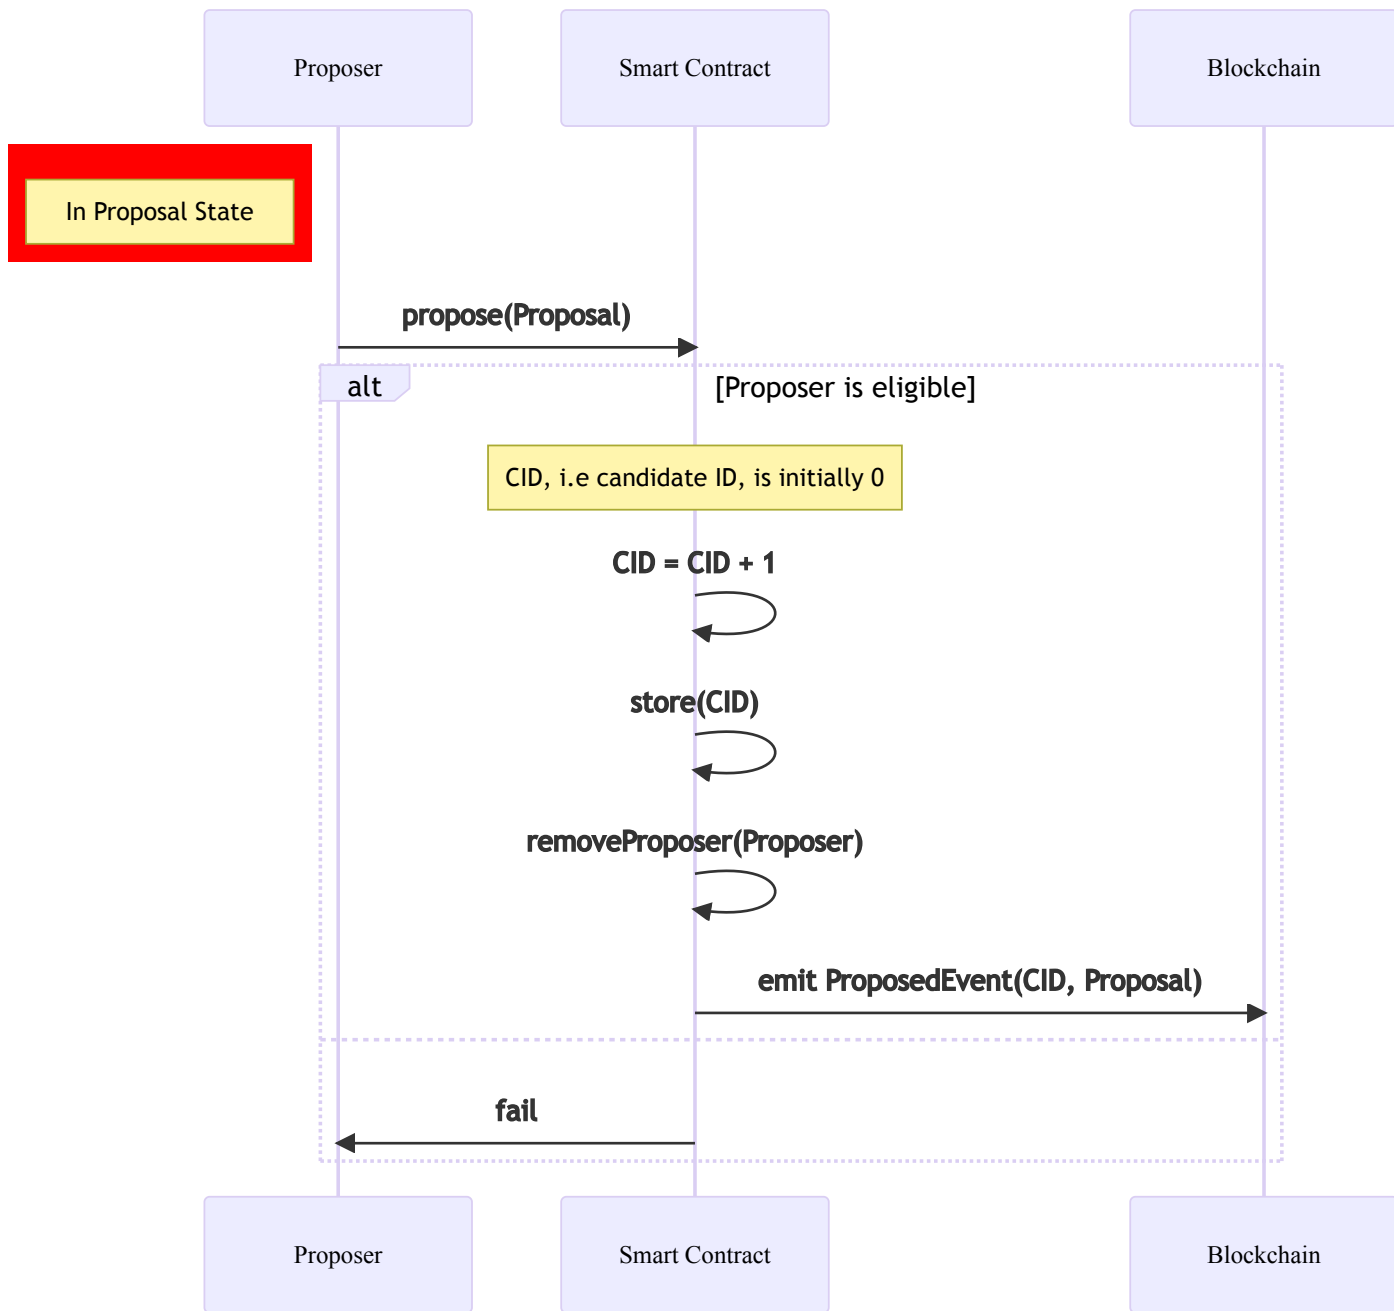 Proposer
Smart Contract
Blockchain
In Proposal State
propose(Proposal)
alt
[Proposer is eligible]
CID, i.e candidate ID, is initially 0
CID = CID + 1
store(CID)
removeProposer(Proposer)
emit ProposedEvent(CID, Proposal)
fail
Proposer
Smart Contract
Blockchain